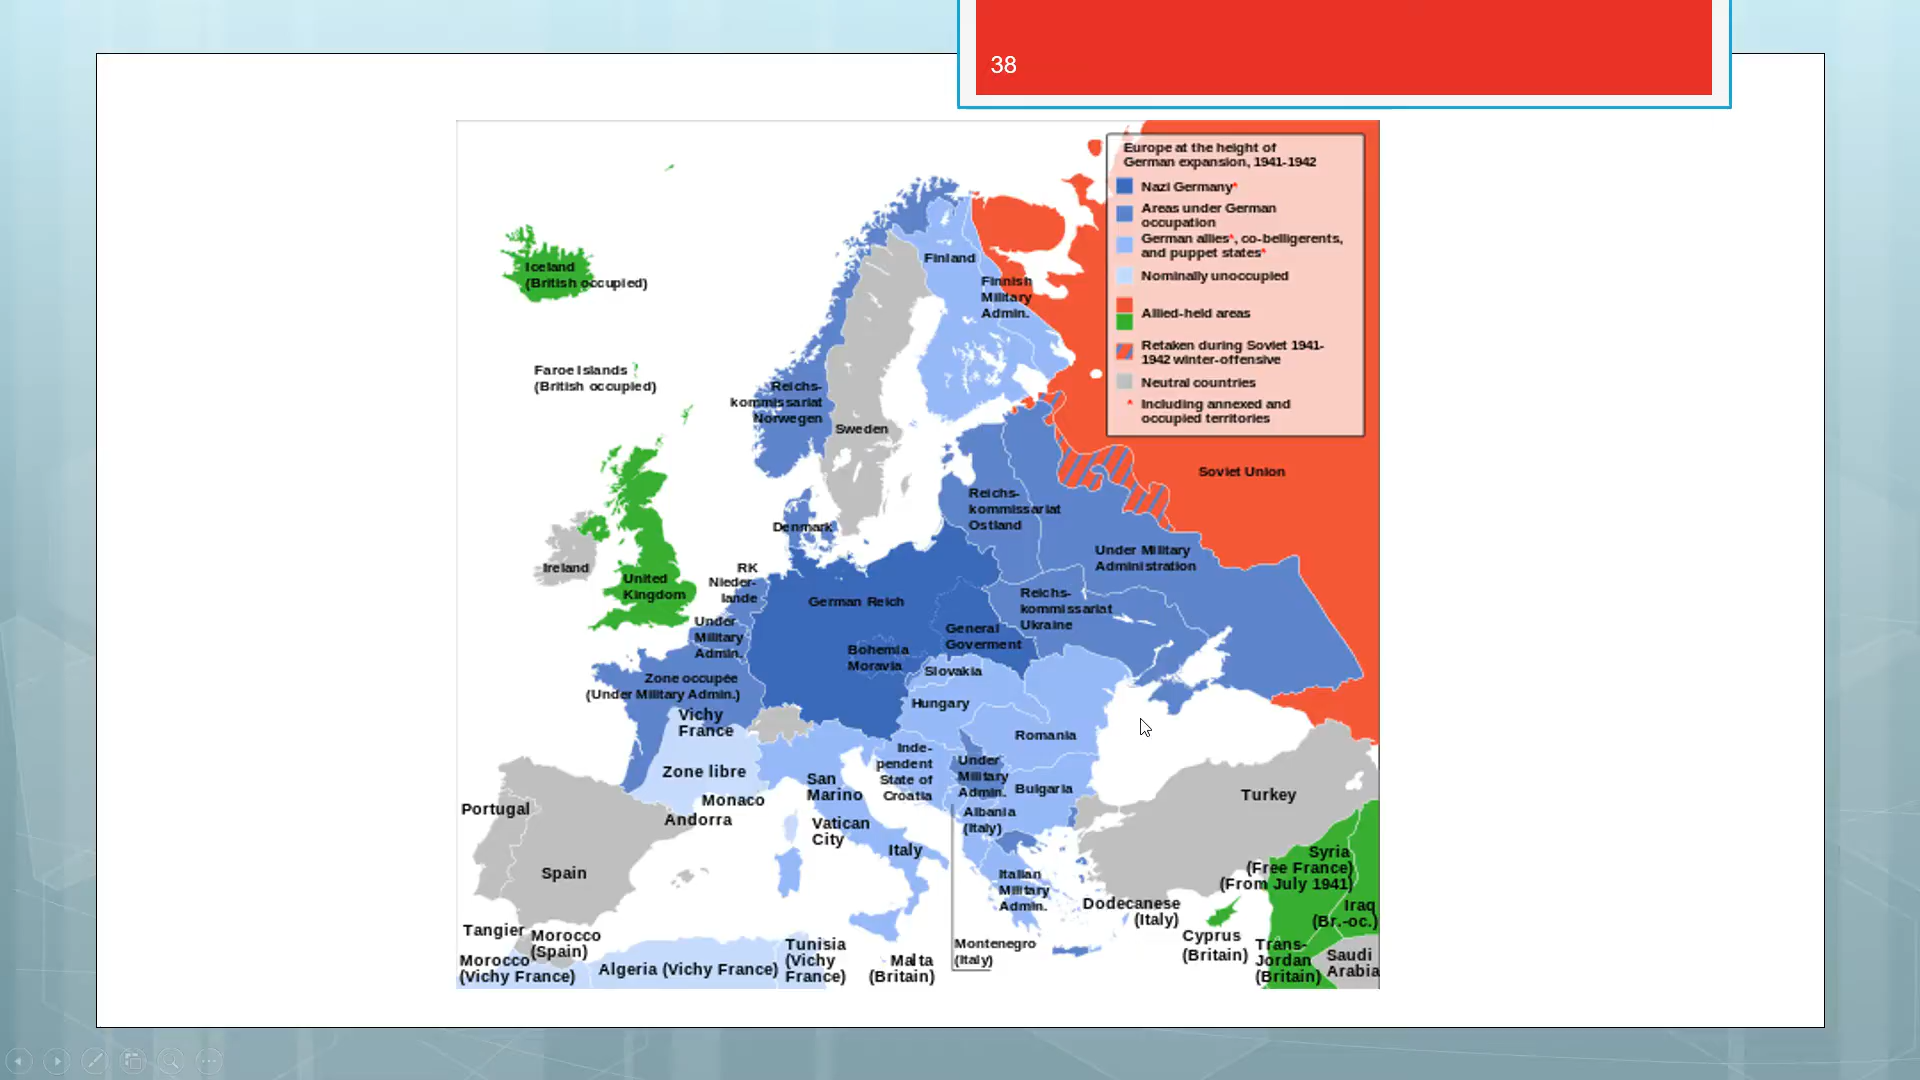 38
Europe at the height of
German expansion, 1941-1942
Nazi Germany*
Areas under German
occupation
German allies*, co-belligerents,
and puppet states*
Nominally unoccupied
Allied-held areas
Retaken during Soviet 1941-
1942 winter-offensive
Neutral countries
* Including annexed and
occupied territories
Iceland
(British occupied)
Finland
Finnish
Military
Admin.
Faroe Islands
(British occupied)
Reichs-
kommissariat
Norwegen
Sweden
Soviet Union
Reichs-
kommissariat
Ostland
Denmark
Under Military
Administration
Ireland
United
Kingdom
RK
Nieder-
lande
German Reich
Reichs-
kommissariat
Ukraine
Under
Military
Admin.
General
Goverment
Bohemia
Moravia
Slovakia
Zone occupée
(Under Military Admin.)
Hungary
Vichy
France
Romania
Inde-
pendent
State of
Croatia
Under
Military
Admin.
Zone libre
San
Marino
Bulgaria
Turkey
Portugal
Monaco
Andorra
Albania
(Italy)
Vatican
City
Italy
Syria
(Free France)
(From July 1941)
Spain
Italian
Military
Admin.
Dodecanese
(Italy)
Iraq
(Br.-oc.)
Tangier
Morocco
(Spain)
Cyprus
(Britain)
Tunisia
(Vichy
France)
Montenegro
(Italy)
Trans-
Jordan
(Britain)
Morocco
(Vichy France)
Algeria (Vichy France)
Malta
(Britain)
Saudi
Arabia